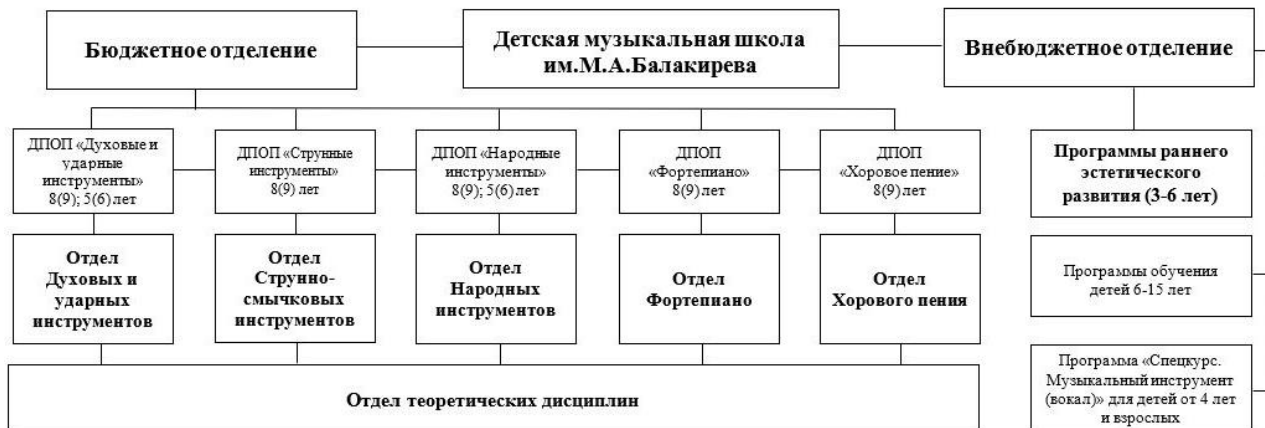 Бюджетное отделение
Детская музыкальная школа
им.М.А.Балакирева
Внебюджетное отделение
ДПОП «Духовые и
ударные
инструменты»
8(9); 5(6) лет
ДПОП «Струнные
инструменты»
8(9) лет
ДПОП «Народные
инструменты»
8(9); 5(6) лет
ДПОП
«Фортепиано»
8(9) лет
ДПОП
«Хоровое пение»
8(9) лет
Программы раннего
эстетического
развития (3-6 лет)
Отдел
Духовых и
ударных
инструментов
Отдел
Струнно-
смычковых
инструментов
Отдел
Народных
инструментов
Отдел
Фортепиано
Отдел
Хорового пения
Программы обучения
детей 6-15 лет
Отдел теоретических дисциплин
Программа «Спецкурс.
Музыкальный инструмент
(вокал)» для детей от 4 лет
и взрослых